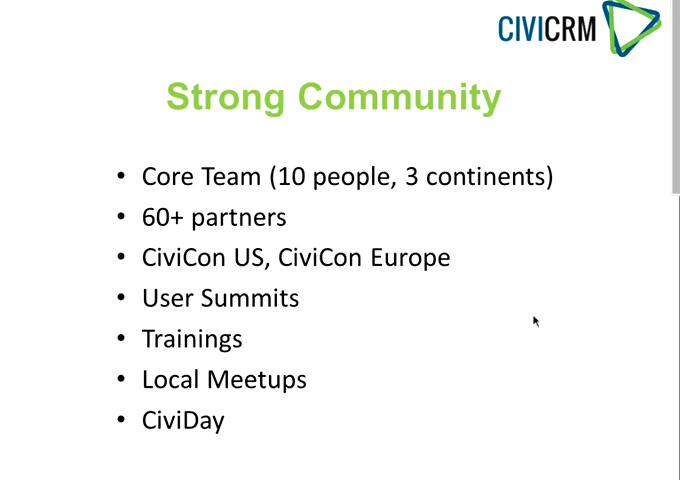 CIVICRM
Strong Community
• Core Team (10 people, 3 continents)
• 60+ partners
• CiviCon US, CiviCon Europe
• User Summits
• Trainings
• Local Meetups
• CiviDay